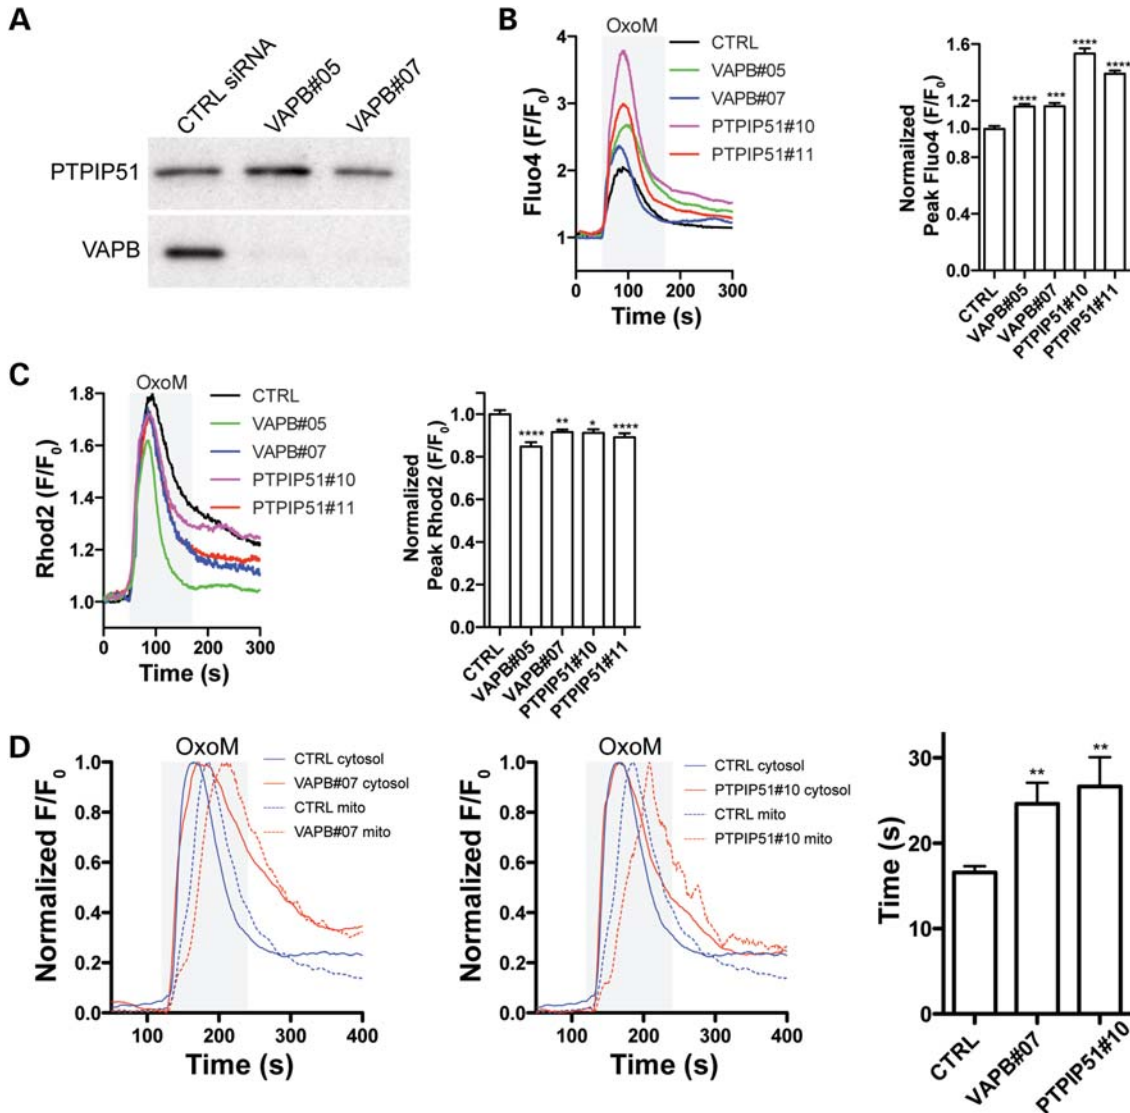 A
CTRL siRNA
VAPB#05
VAPB#07
PTPIP51
VAPB
B
OxoM
Fluo4 (F/F0)
4
3
2
1
0
100
200
300
Time (s)
CTRL
VAPB#05
VAPB#07
PTPIP51#10
PTPIP51#11
Normailzed
Peak Fluo4 (F/F0)
1.6
1.2
0.4
0.0
****
***
****
****
CTRL
VAPB#05
VAPB#07
PTPIP51#10
PTPIP51#11
C
OxoM
Rhod2 (F/F0)
1.8
1.6
1.4
1.2
1.0
0
100
200
300
Time (s)
CTRL
VAPB#05
VAPB#07
PTPIP51#10
PTPIP51#11
Normalized
Peak Rhod2 (F/F0)
1.0
0.8
0.6
0.4
0.2
0.0
****
**
*
****
CTRL
VAPB#05
VAPB#07
PTPIP51#10
PTPIP51#11
D
OxoM
Normalized F/F0
1.0
0.8
0.6
0.4
0.2
0.0
100
200
300
400
Time (s)
CTRL cytosol
VAPB#07 cytosol
CTRL mito
VAPB#07 mito
OxoM
Normalized F/F0
1.0
0.8
0.6
0.4
0.2
0.0
100
200
300
400
Time (s)
CTRL cytosol
PTPIP51#10 cytosol
CTRL mito
PTPIP51#10 mito
Time (s)
30
20
10
0
**
**
CTRL
VAPB#07
PTPIP51#10